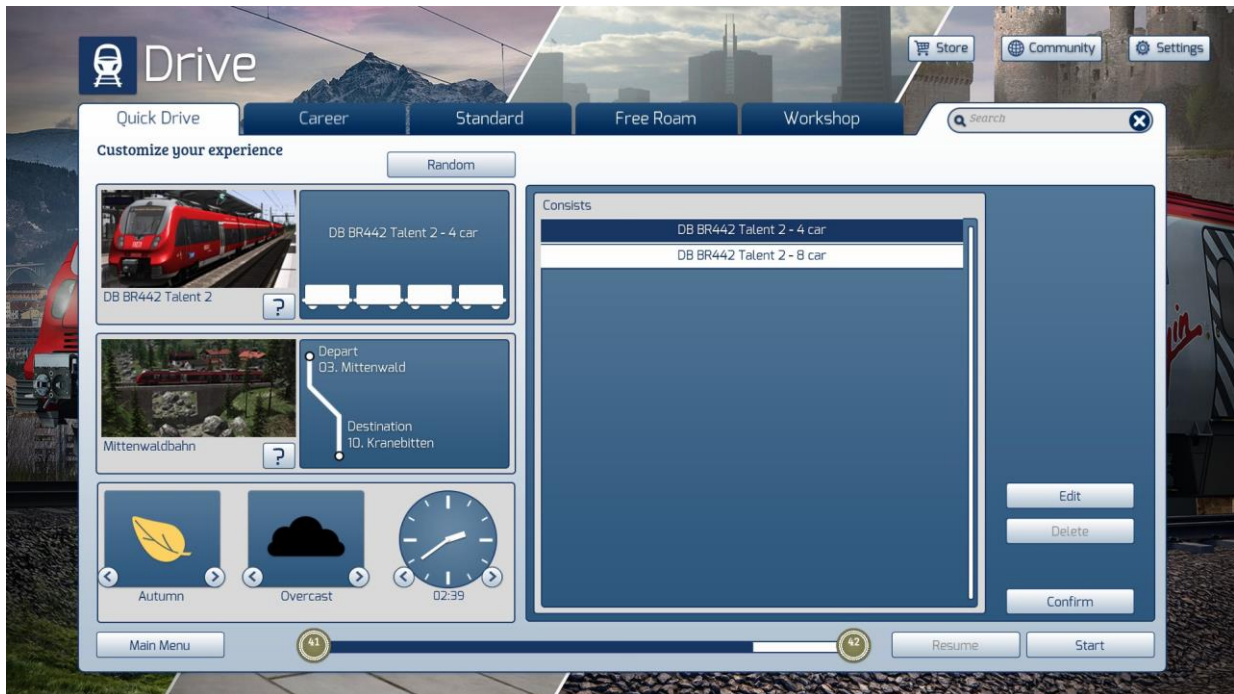 Drive
Store
Community
Settings
Quick Drive
Career
Standard
Free Roam
Workshop
Search
Customize your experience
Random
DB BR442 Talent 2
?
DB BR442 Talent 2 - 4 car
Mittenwaldbahn
?
Depart
03. Mittenwald
Destination
10. Kranebitten
Autumn
Overcast
02:39
Consists
DB BR442 Talent 2 - 4 car
DB BR442 Talent 2 - 8 car
Edit
Delete
Confirm
Main Menu
41
42
Resume
Start